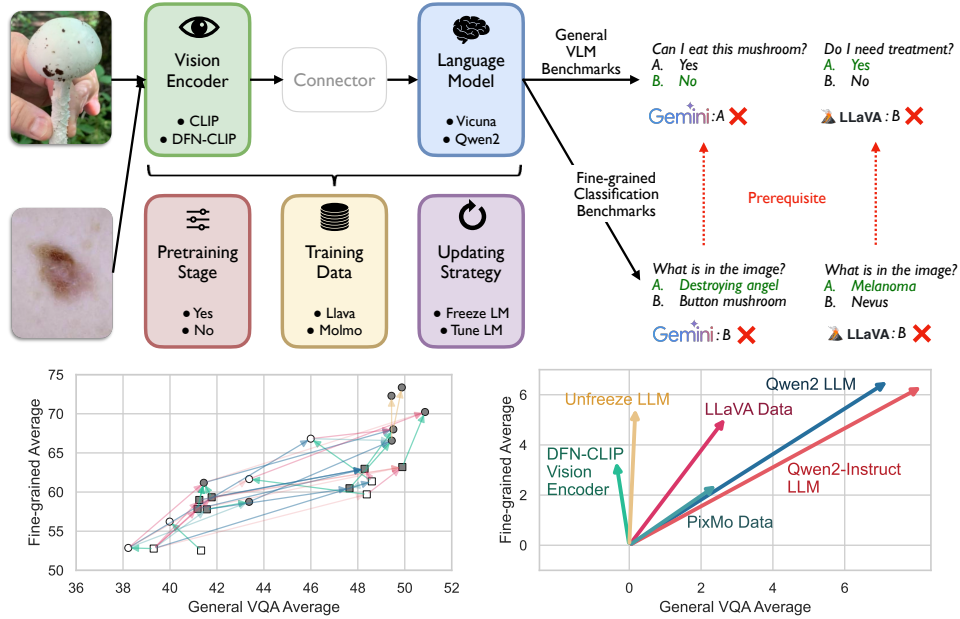 Vision
Encoder
● CLIP
● DFN-CLIP
Connector
Language
Model
● Vicuna
● Qwen2
General
VLM
Benchmarks
Fine-grained
Classification
Benchmarks
Can I eat this mushroom?
A. Yes
B. No
Gemini : A
Do I need treatment?
A. Yes
B. No
LLaVA : B
Prerequisite
What is in the image?
A. Destroying angel
B. Button mushroom
Gemini : B
What is in the image?
A. Melanoma
B. Nevus
LLaVA : B
Pretraining
Stage
● Yes
● No
Training
Data
● Llava
● Molmo
Updating
Strategy
● Freeze LM
● Tune LM
Fine-grained Average
75
70
65
60
55
50
36 38 40 42 44 46 48 50 52
General VQA Average
Fine-grained Average
6
4
2
0
Unfreeze LLM
Qwen2 LLM
LLaVA Data
DFN-CLIP
Vision
Encoder
Qwen2-Instruct
LLM
PixMo Data
0 2 4 6
General VQA Average